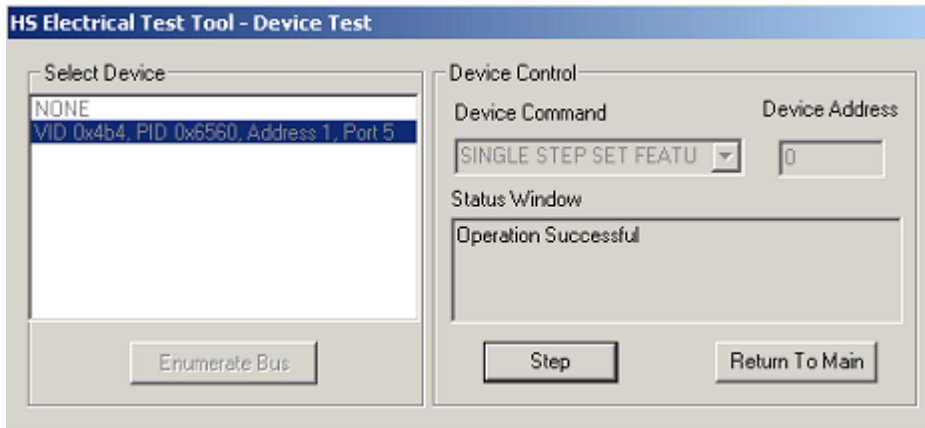 HS Electrical Test Tool - Device Test
Select Device
NONE
VID 0x4b4, PID 0x6560, Address 1, Port 5
Enumerate Bus
Device Control
Device Command
Device Address
SINGLE STEP SET FEATU
0
Status Window
Operation Successful
Step
Return To Main